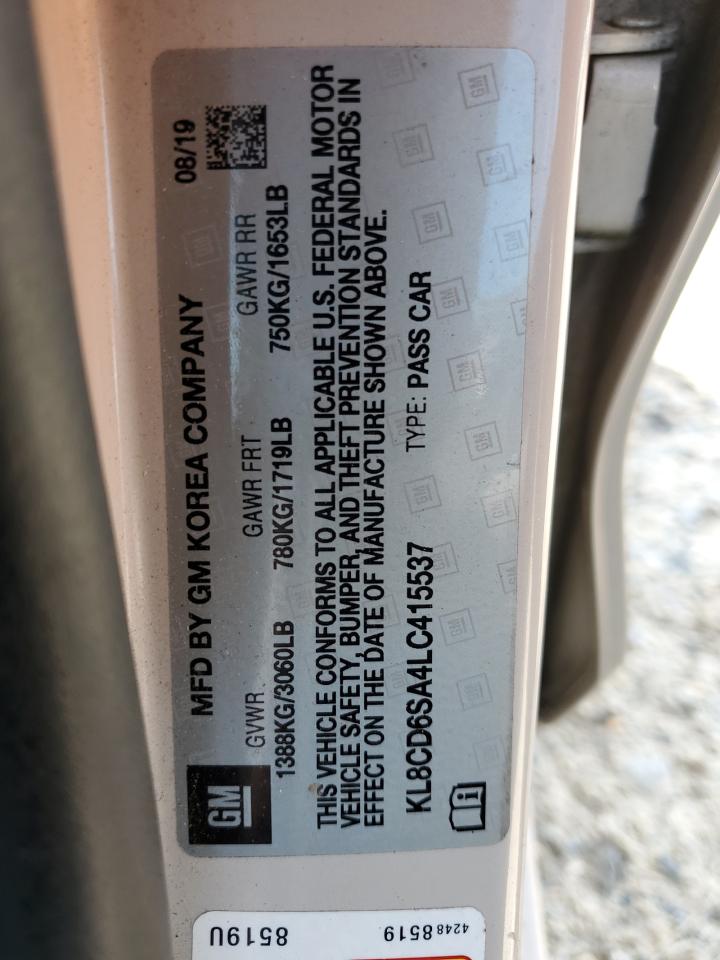 GM
MFD BY GM KOREA COMPANY 08/19
GVWR GAWR FRT GAWR RR
1388KG/3060LB 780KG/1719LB 750KG/1653LB
THIS VEHICLE CONFORMS TO ALL APPLICABLE U.S. FEDERAL MOTOR
VEHICLE SAFETY, BUMPER, AND THEFT PREVENTION STANDARDS IN
EFFECT ON THE DATE OF MANUFACTURE SHOWN ABOVE.
KL8CD6SA4LC415537 TYPE: PASS CAR
42488519 8519U